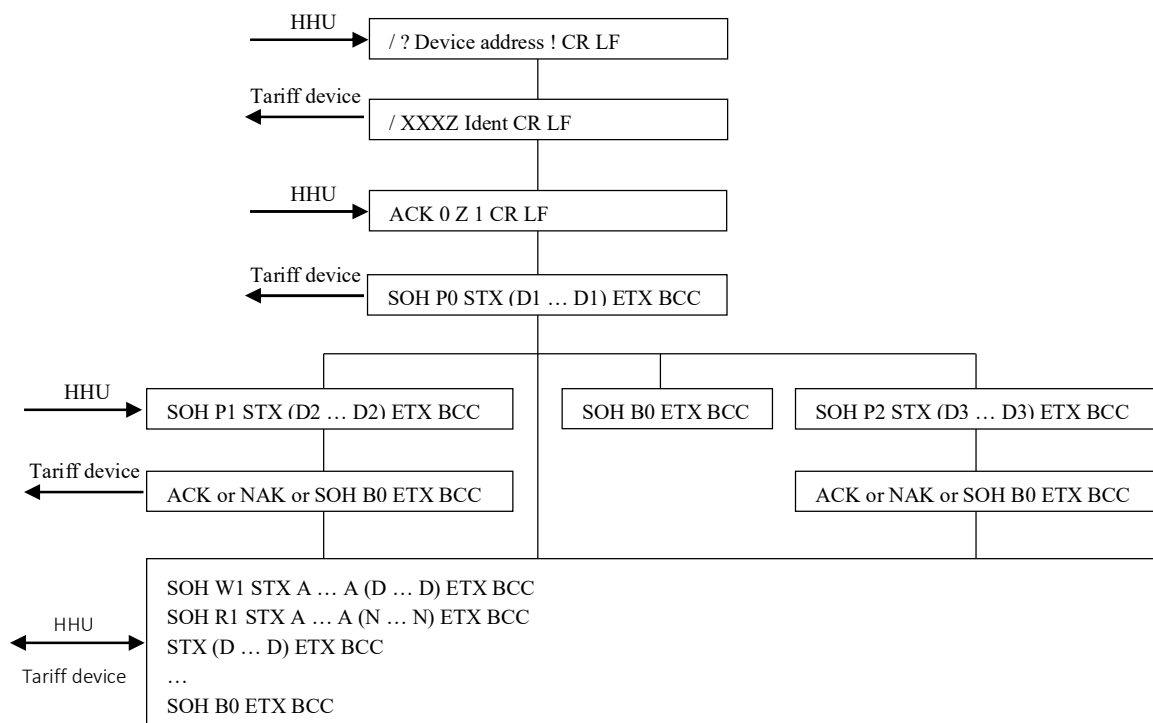 HHU
/ ? Device address ! CR LF
Tariff device
/ XXXZ Ident CR LF
HHU
ACK 0 Z 1 CR LF
Tariff device
SOH P0 STX (D1 … D1) ETX BCC
HHU
SOH P1 STX (D2 … D2) ETX BCC
SOH B0 ETX BCC
SOH P2 STX (D3 … D3) ETX BCC
Tariff device
ACK or NAK or SOH B0 ETX BCC
ACK or NAK or SOH B0 ETX BCC
SOH W1 STX A … A (D … D) ETX BCC
SOH R1 STX A … A (N … N) ETX BCC
HHU
STX (D … D) ETX BCC
Tariff device
…
SOH B0 ETX BCC